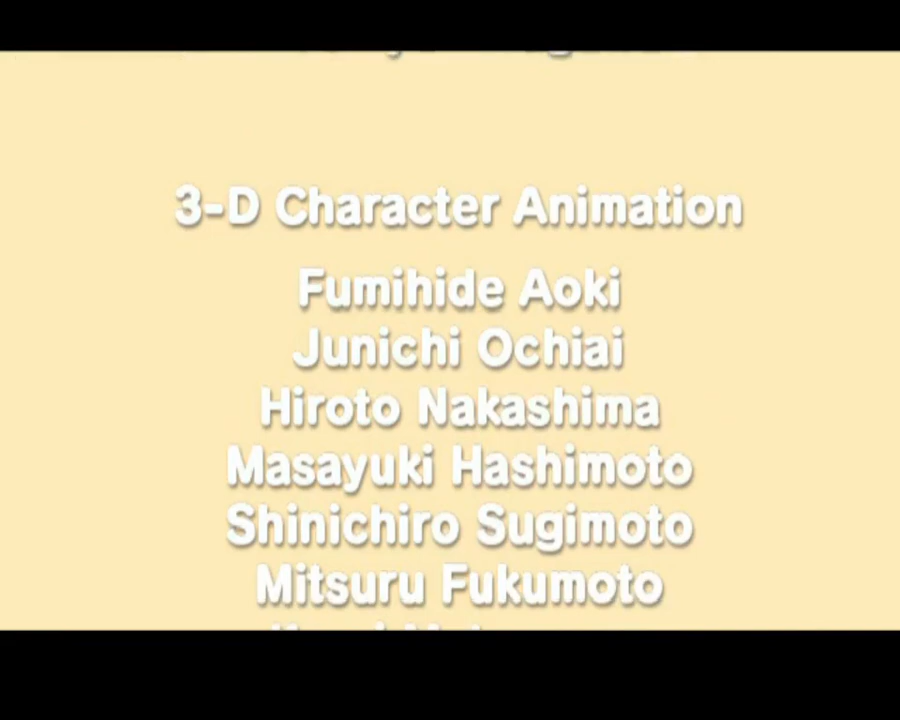 3-D Character Animation
Fumihide Aoki
Junichi Ochiai
Hiroto Nakashima
Masayuki Hashimoto
Shinichiro Sugimoto
Mitsuru Fukumoto